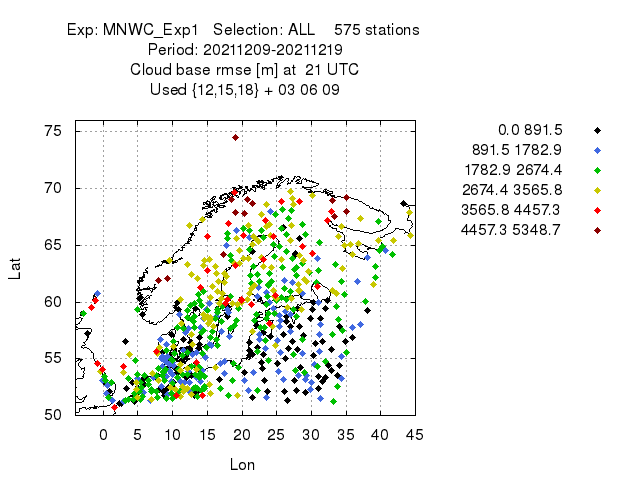 Exp: MNWC_Exp1   Selection: ALL    575 stations
Period: 20211209-20211219
Cloud base rmse [m] at  21 UTC
Used {12,15,18} + 03 06 09
0.0 891.5
891.5 1782.9
1782.9 2674.4
2674.4 3565.8
3565.8 4457.3
4457.3 5348.7
75
70
65
60
55
50
Lat
0 5 10 15 20 25 30 35 40 45
Lon